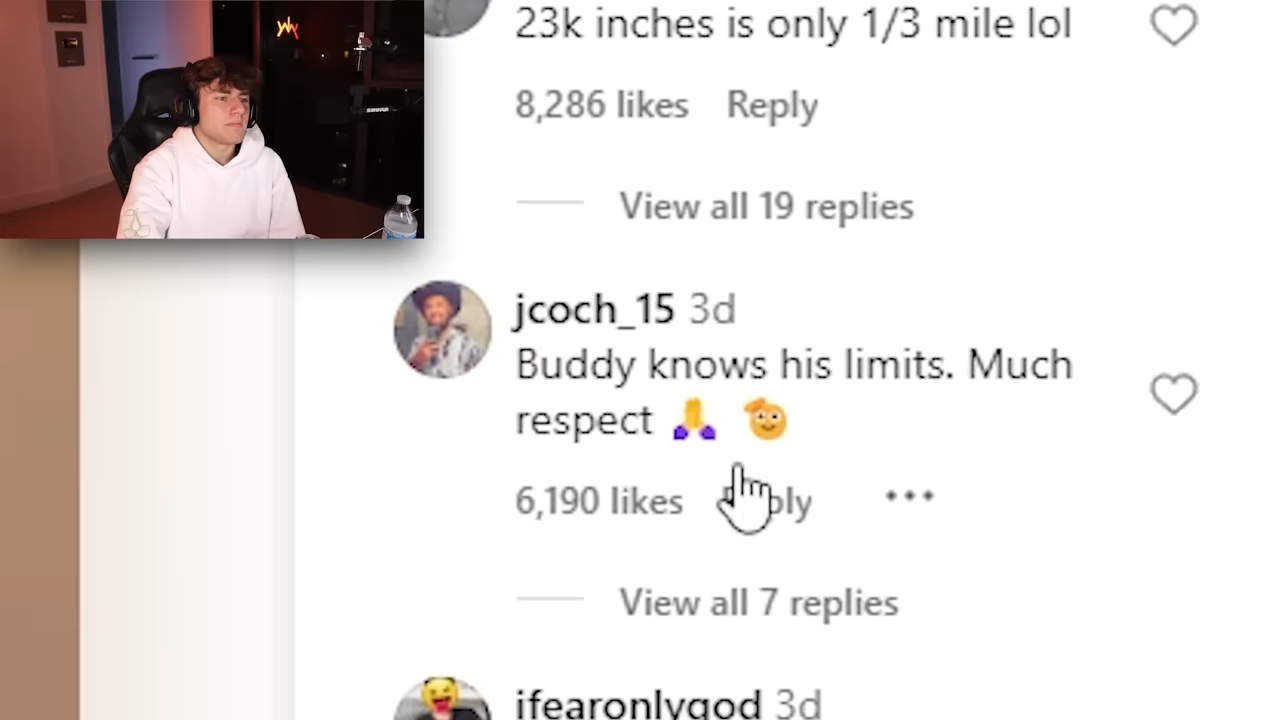 23k inches is only 1/3 mile lol
8,286 likes Reply
View all 19 replies
jcoch_15 3d
Buddy knows his limits. Much
respect 🙏 🫡
6,190 likes
View all 7 replies
ifearonlygod 3d
SHURE